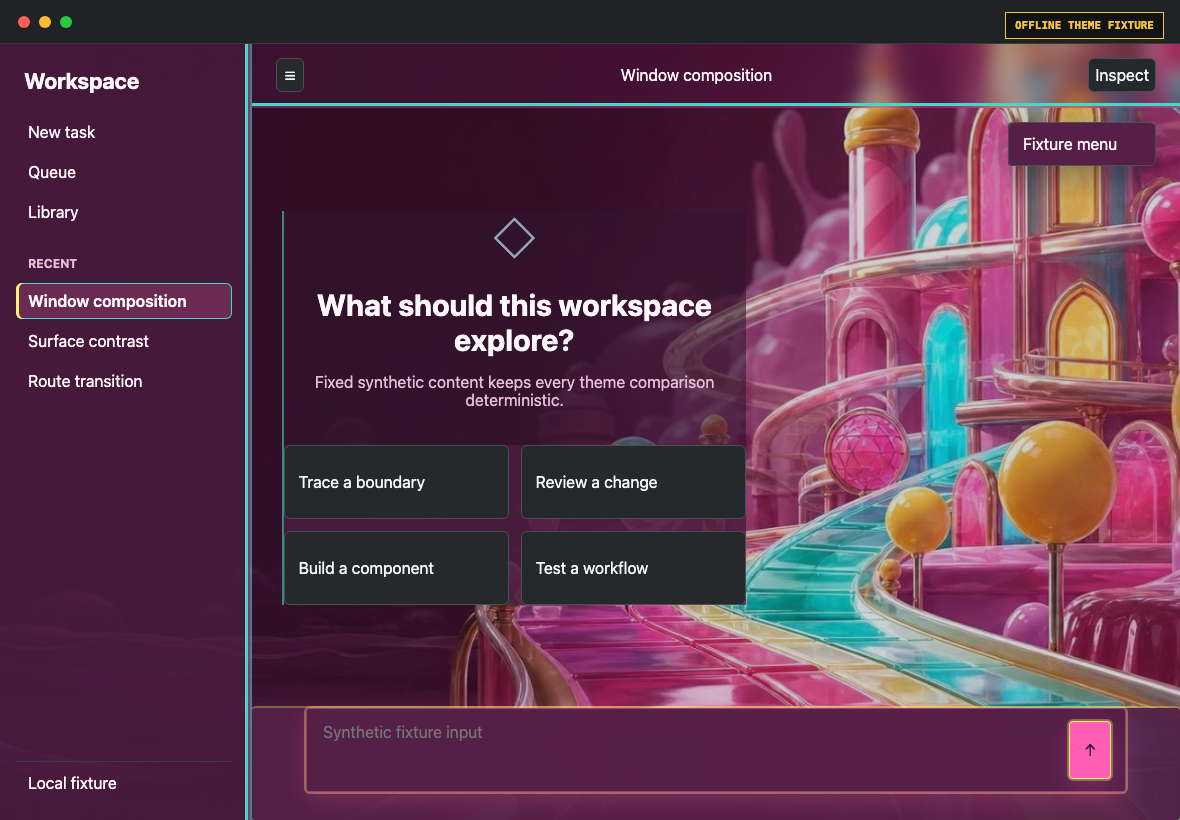 OFFLINE THEME FIXTURE
Workspace
New task
Queue
Library
RECENT
Window composition
Surface contrast
Route transition
Local fixture
Window composition
Inspect
Fixture menu
What should this workspace
explore?
Fixed synthetic content keeps every theme comparison
deterministic.
Trace a boundary
Review a change
Build a component
Test a workflow
Synthetic fixture input